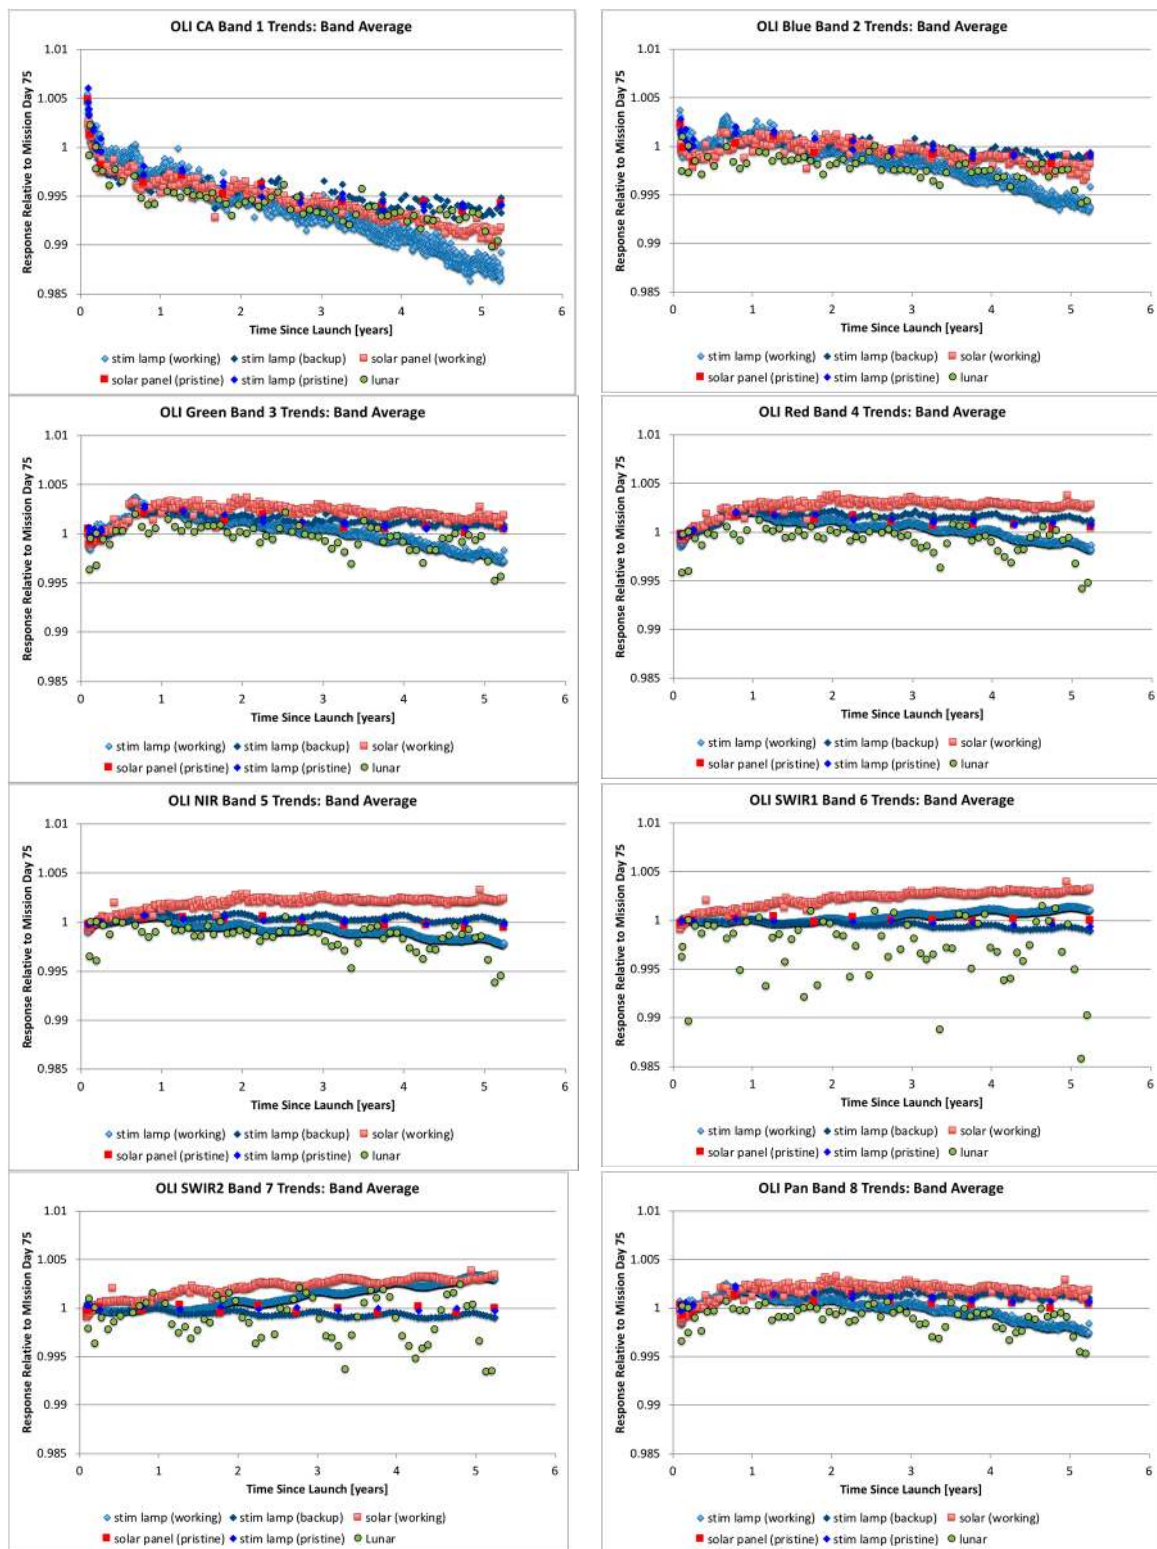 OLI CA Band 1 Trends: Band Average
Response Relative to Mission Day 75
1.01
1.005
1
0.995
0.99
0.985
0 1 2 3 4 5 6
Time Since Launch [years]
stim lamp (working) stim lamp (backup) solar panel (working)
solar panel (pristine) stim lamp (pristine) lunar
OLI Blue Band 2 Trends: Band Average
Response Relative to Mission Day 75
1.01
1.005
1
0.995
0.99
0.985
0 1 2 3 4 5 6
Time Since Launch [years]
stim lamp (working) stim lamp (backup) solar (working)
solar panel (pristine) stim lamp (pristine) lunar
OLI Green Band 3 Trends: Band Average
Response Relative to Mission Day 75
1.01
1.005
1
0.995
0.99
0.985
0 1 2 3 4 5 6
Time Since Launch [years]
stim lamp (working) stim lamp (backup) solar (working)
solar panel (pristine) stim lamp (pristine) lunar
OLI Red Band 4 Trends: Band Average
Response Relative to Mission Day 75
1.01
1.005
1
0.995
0.99
0.985
0 1 2 3 4 5 6
Time Since Launch [years]
stim lamp (working) stim lamp (backup) solar (working)
solar panel (pristine) stim lamp (pristine) lunar
OLI NIR Band 5 Trends: Band Average
Response Relative to Mission Day 75
1.01
1.005
1
0.995
0.99
0.985
0 1 2 3 4 5 6
Time Since Launch [years]
stim lamp (working) stim lamp (backup) solar (working)
solar panel (pristine) stim lamp (pristine) lunar
OLI SWIR1 Band 6 Trends: Band Average
Response Relative to Mission Day 75
1.01
1.005
1
0.995
0.99
0.985
0 1 2 3 4 5 6
Time Since Launch [years]
stim lamp (working) stim lamp (backup) solar (working)
solar panel (pristine) stim lamp (pristine) lunar
OLI SWIR2 Band 7 Trends: Band Average
Response Relative to Mission Day 75
1.01
1.005
1
0.995
0.99
0.985
0 1 2 3 4 5 6
Time Since Launch [years]
stim lamp (working) stim lamp (backup) solar (working)
solar panel (pristine) stim lamp (pristine) Lunar
OLI Pan Band 8 Trends: Band Average
Response Relative to Mission Day 75
1.01
1.005
1
0.995
0.99
0.985
0 1 2 3 4 5 6
Time Since Launch [years]
stim lamp (working) stim lamp (backup) solar (working)
solar panel (pristine) stim lamp (pristine) lunar